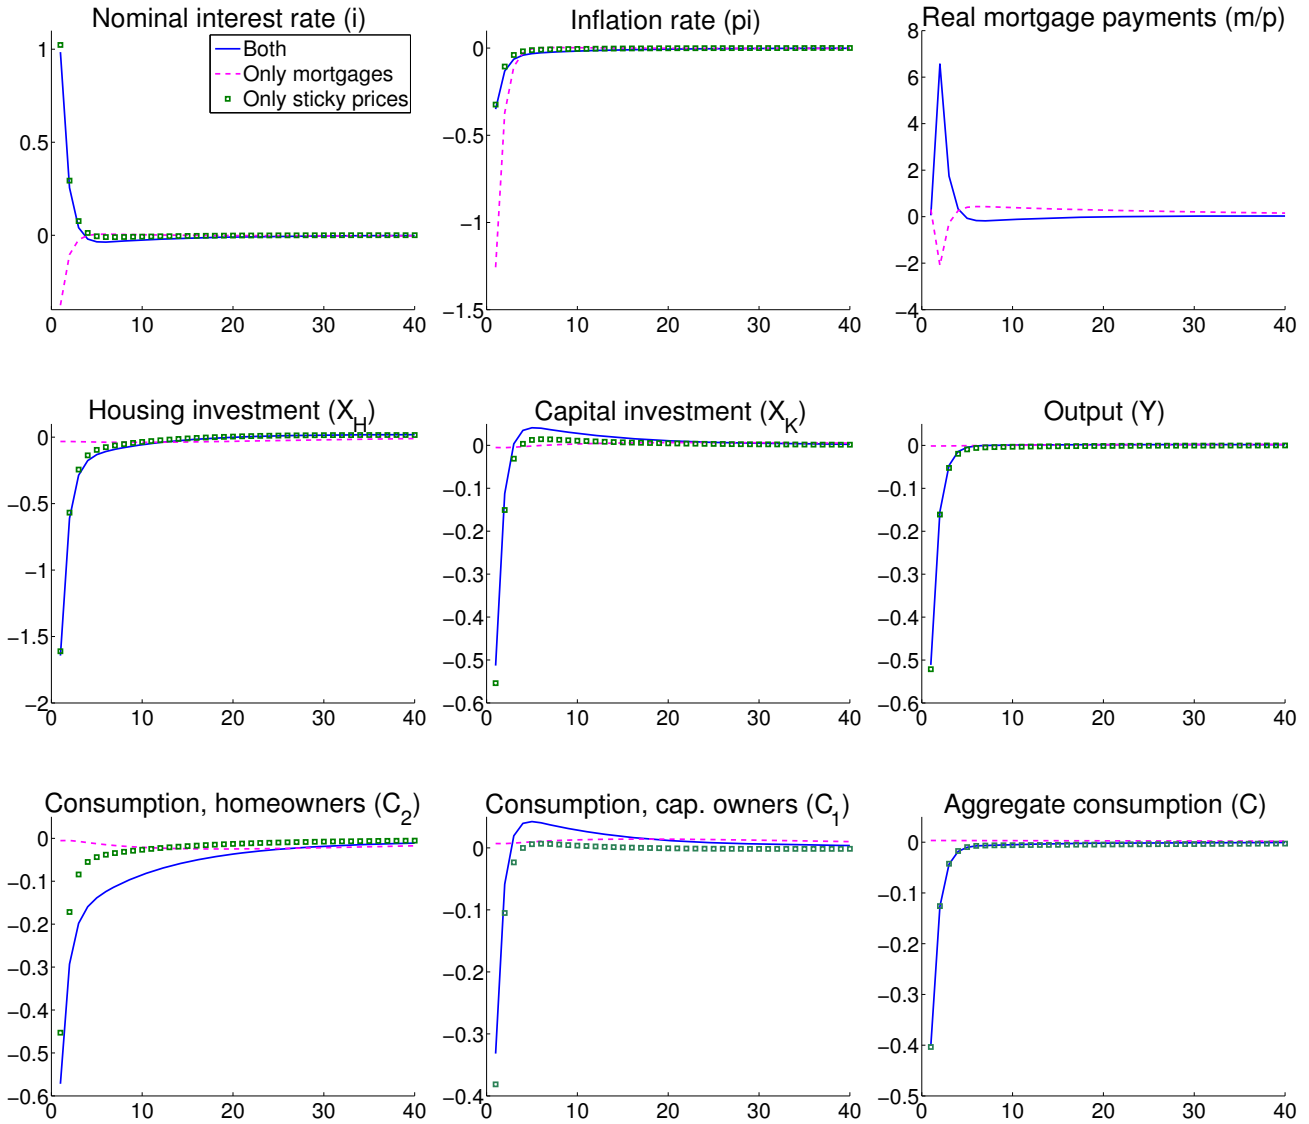 Nominal interest rate (i)
Inflation rate (pi)
Real mortgage payments (m/p)
Both
Only mortgages
Only sticky prices
1
0.5
0
0 10 20 30 40
0
−0.5
−1
−1.5
0 10 20 30 40
8
6
4
2
0
−2
−4
0 10 20 30 40
Housing investment (X_H)
Capital investment (X_K)
Output (Y)
0
−0.5
−1
−1.5
−2
0 10 20 30 40
0
−0.1
−0.2
−0.3
−0.4
−0.5
−0.6
0 10 20 30 40
0
−0.1
−0.2
−0.3
−0.4
−0.5
−0.6
0 10 20 30 40
Consumption, homeowners (C_2)
Consumption, cap. owners (C_1)
Aggregate consumption (C)
0
−0.1
−0.2
−0.3
−0.4
−0.5
−0.6
0 10 20 30 40
0
−0.1
−0.2
−0.3
−0.4
0 10 20 30 40
0
−0.1
−0.2
−0.3
−0.4
−0.5
0 10 20 30 40